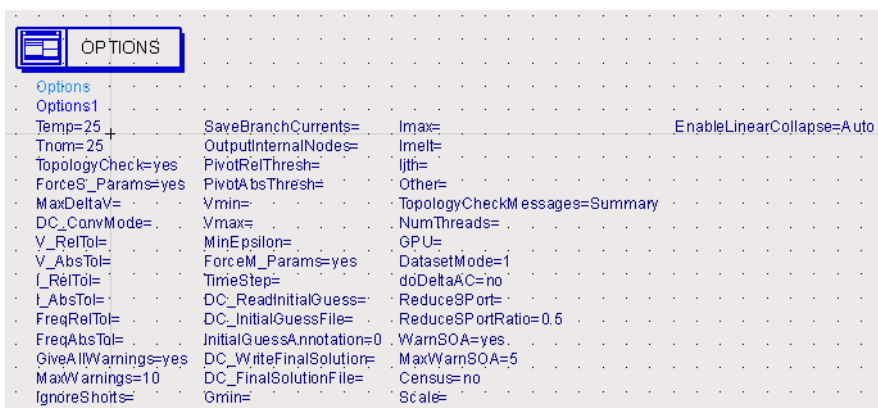 OPTIONS
Options
Options1
Temp=25
Tnom=25
TopologyCheck=yes
ForceS_Params=yes
MaxDeltaV=
DC_ConvMode=
V_RelTol=
V_AbsTol=
I_RelTol=
I_AbsTol=
FreqRelTol=
FreqAbsTol=
GiveAllWarnings=yes
MaxWarnings=10
IgnoreShorts=
SaveBranchCurrents=
OutputInternalNodes=
PivotRelThresh=
PivotAbsThresh=
Vmin=
Vmax=
MinEpsilon=
ForceM_Params=yes
TimeStep=
DC_ReadInitialGuess=
DC_InitialGuessFile=
InitialGuessAnnotation=0
DC_WriteFinalSolution=
DC_FinalSolutionFile=
Gmin=
Imax=
Imelt=
Ijth=
Other=
TopologyCheckMessages=Summary
NumThreads=
GPU=
DatasetMode=1
doDeltaAC=no
ReduceSPort=
ReduceSPortRatio=0.5
WarnSOA=yes
MaxWarnSOA=5
Census=no
Scale=
EnableLinearCollapse=Auto